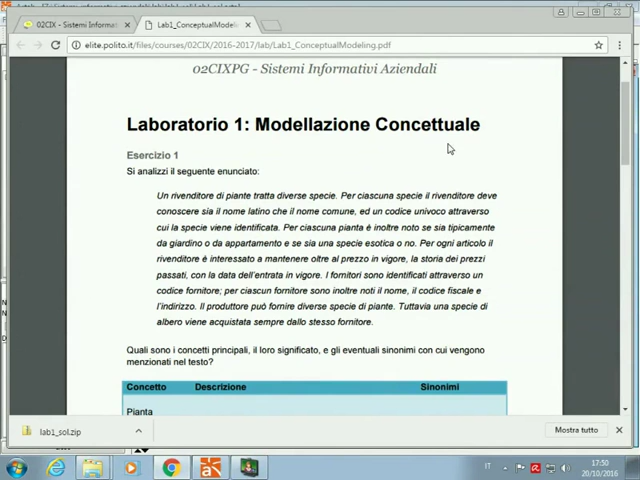 02CIX - Sistemi Informati
Lab1_ConceptualModel
elite.polito.it/files/courses/02CIX/2016-2017/lab/Lab1_ConceptualModeling.pdf
02CIXPG - Sistemi Informativi Aziendali
Laboratorio 1: Modellazione Concettuale
Esercizio 1
Si analizzi il seguente enunciato:
Un rivenditore di piante tratta diverse specie. Per ciascuna specie il rivenditore deve
conoscere sia il nome latino che il nome comune, ed un codice univoco attraverso
cui la specie viene identificata. Per ciascuna pianta è inoltre noto se sia tipicamente
da giardino o da appartamento e se sia una specie esotica o no. Per ogni articolo il
rivenditore è interessato a mantenere oltre al prezzo in vigore, la storia dei prezzi
passati, con la data dell'entrata in vigore. I fornitori sono identificati attraverso un
codice fornitore; per ciascun fornitore sono inoltre noti il nome, il codice fiscale e
l'indirizzo. Il produttore può fornire diverse specie di piante. Tuttavia una specie di
albero viene acquistata sempre dallo stesso fornitore.
Quali sono i concetti principali, il loro significato, e gli eventuali sinonimi con cui vengono
menzionati nel testo?
Concetto Descrizione Sinonimi
Pianta
lab1_sol.zip
Mostra tutto
IT
17:50
20/10/2016